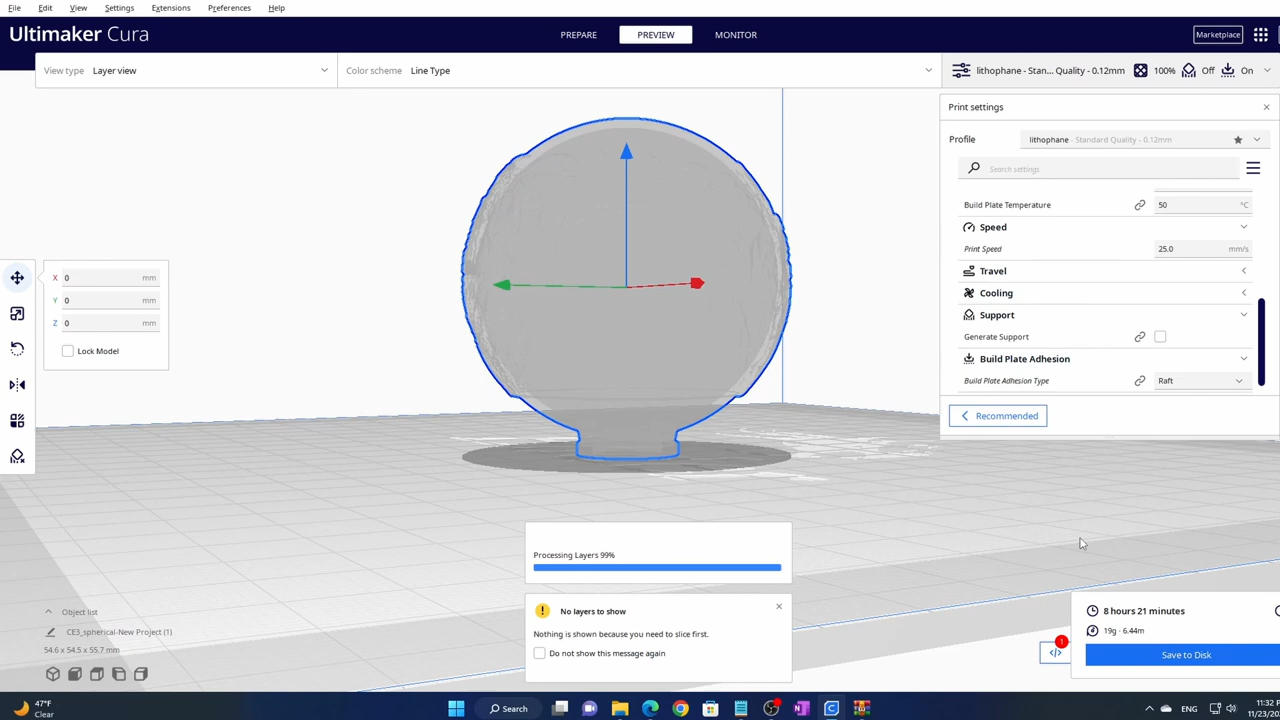 File Edit View Settings Extensions Preferences Help
Ultimaker Cura
PREPARE PREVIEW MONITOR
Marketplace
View type Layer view
Color scheme Line Type
lithophane - Stan... Quality - 0.12mm 100% Off On
Print settings
Profile lithophane - Standard Quality - 0.12mm
Search settings
Build Plate Temperature 50 °C
Speed
Print Speed 25.0 mm/s
Travel
Cooling
Support
Generate Support
Build Plate Adhesion
Build Plate Adhesion Type Raft
Recommended
X 0 mm
Y 0 mm
Z 0 mm
Lock Model
Processing Layers 99%
No layers to show
Nothing is shown because you need to slice first.
Do not show this message again
Object list
CE3_spherical-New Project (1)
54.6 x 54.5 x 55.7 mm
8 hours 21 minutes
19g · 6.44m
1
Save to Disk
47°F
Clear
Search
ENG
11:32
11/23/20